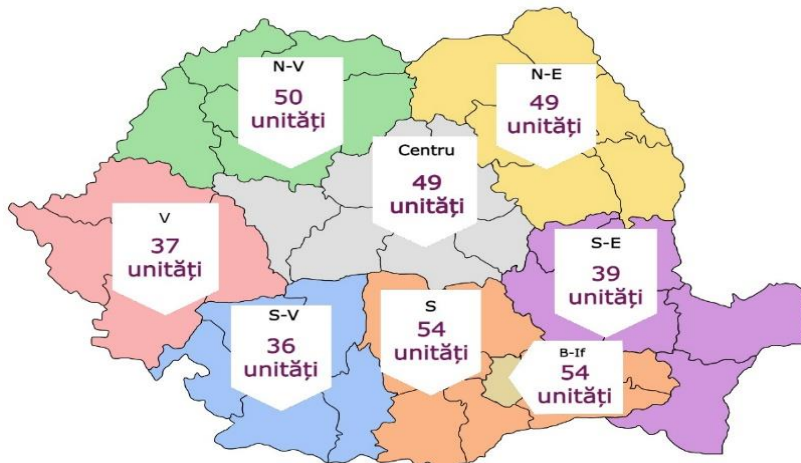 N-V
50
unități
N-E
49
unități
Centru
49
unități
V
37
unități
S-E
39
unități
S-V
36
unități
S
54
unități
B-If
54
unități